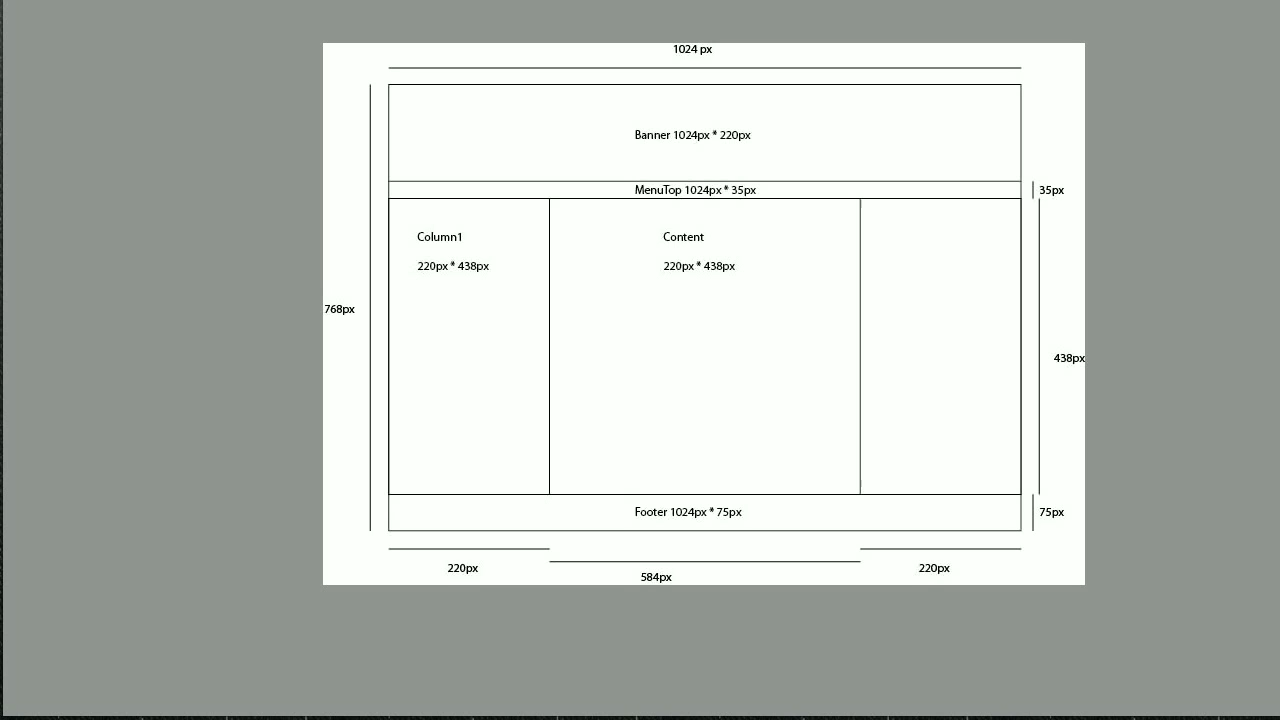 1024 px
Banner 1024px * 220px
MenuTop 1024px * 35px
35px
Column1
Content
220px * 438px
220px * 438px
768px
438px
Footer 1024px * 75px
75px
220px
584px
220px